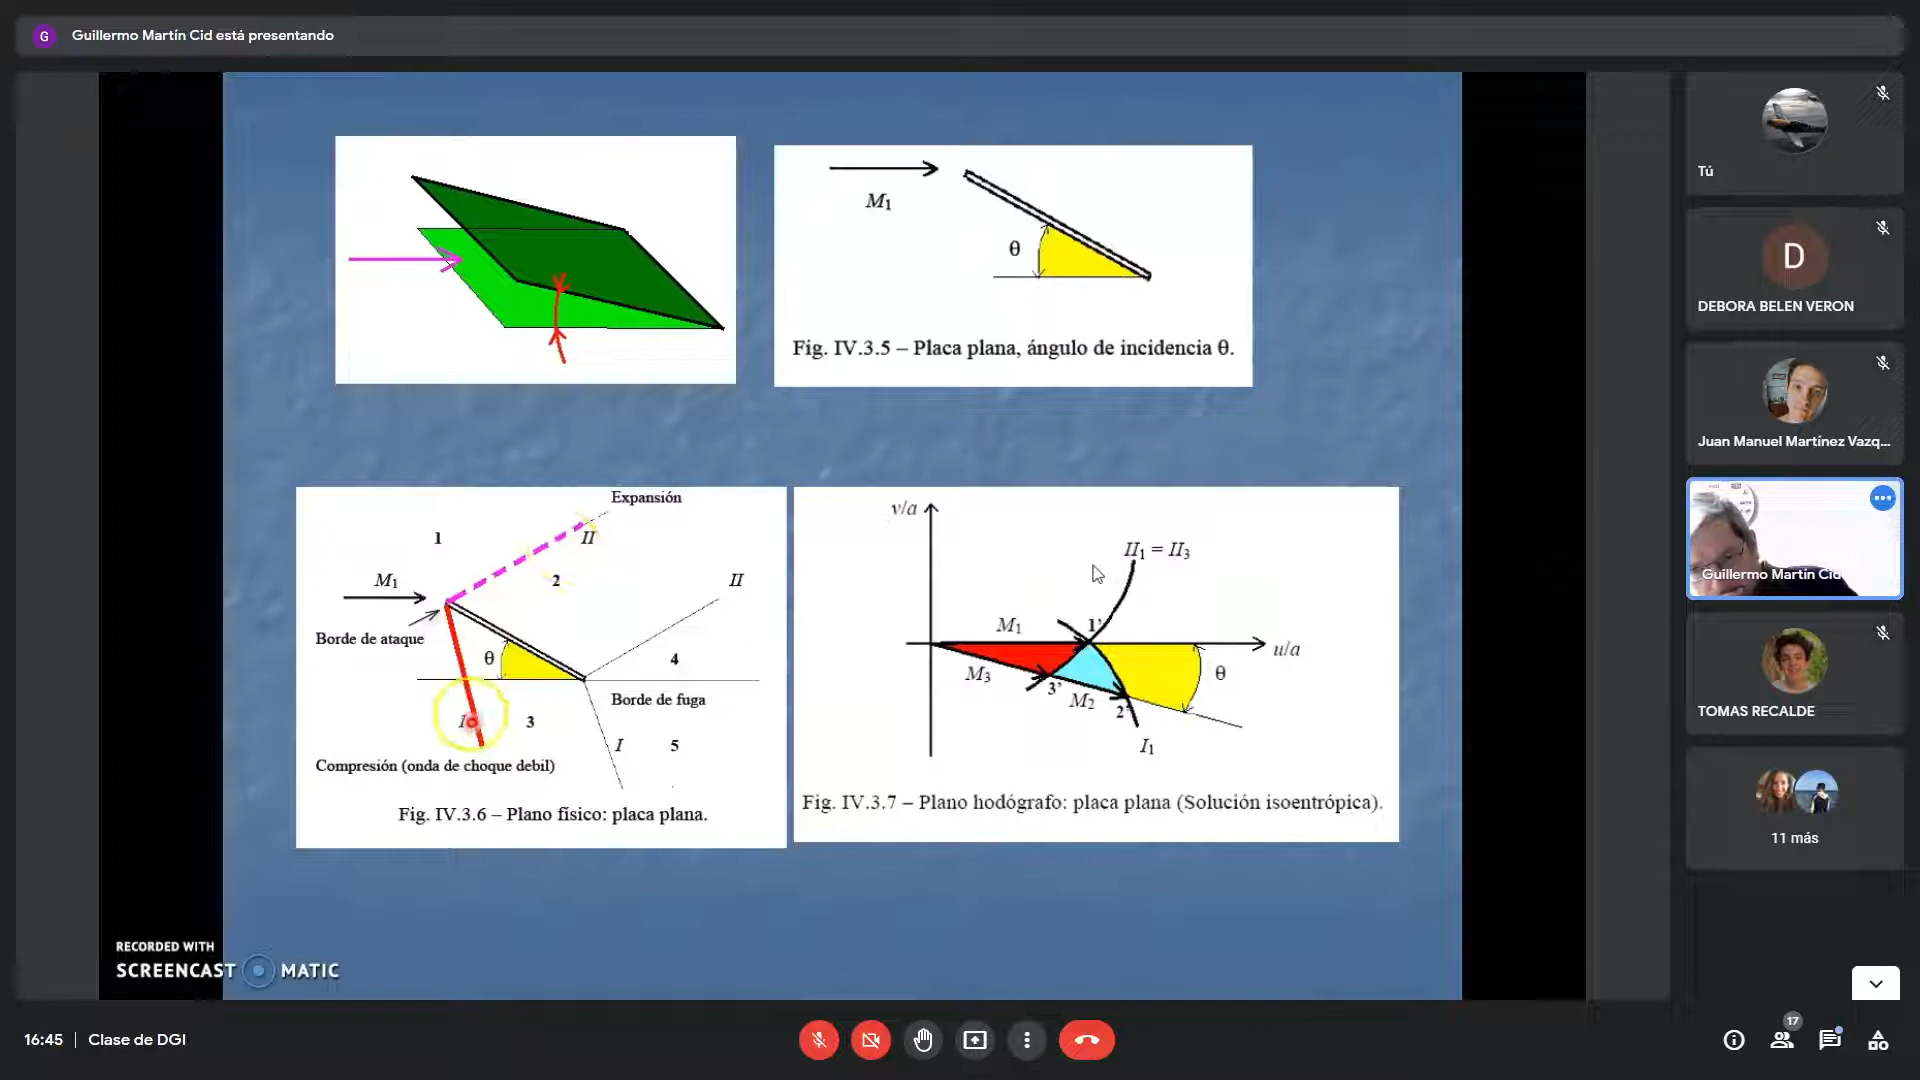 G Guillermo Martín Cid está presentando
M1
θ
Fig. IV.3.5 – Placa plana, ángulo de incidencia θ.
Expansión
1
II
M1
2
II
Borde de ataque
θ
4
Borde de fuga
I
3
I
5
Compresión (onda de choque debil)
Fig. IV.3.6 – Plano físico: placa plana.
v/a
II1 = II3
M1
1'
u/a
M3
3'
M2
2'
θ
I1
Fig. IV.3.7 – Plano hodógrafo: placa plana (Solución isoentrópica).
RECORDED WITH
SCREENCAST MATIC
Tú
D
DEBORA BELEN VERON
Juan Manuel Martínez Vazq...
Guillermo Martín Cid
TOMAS RECALDE
11 más
16:45 | Clase de DGI
17